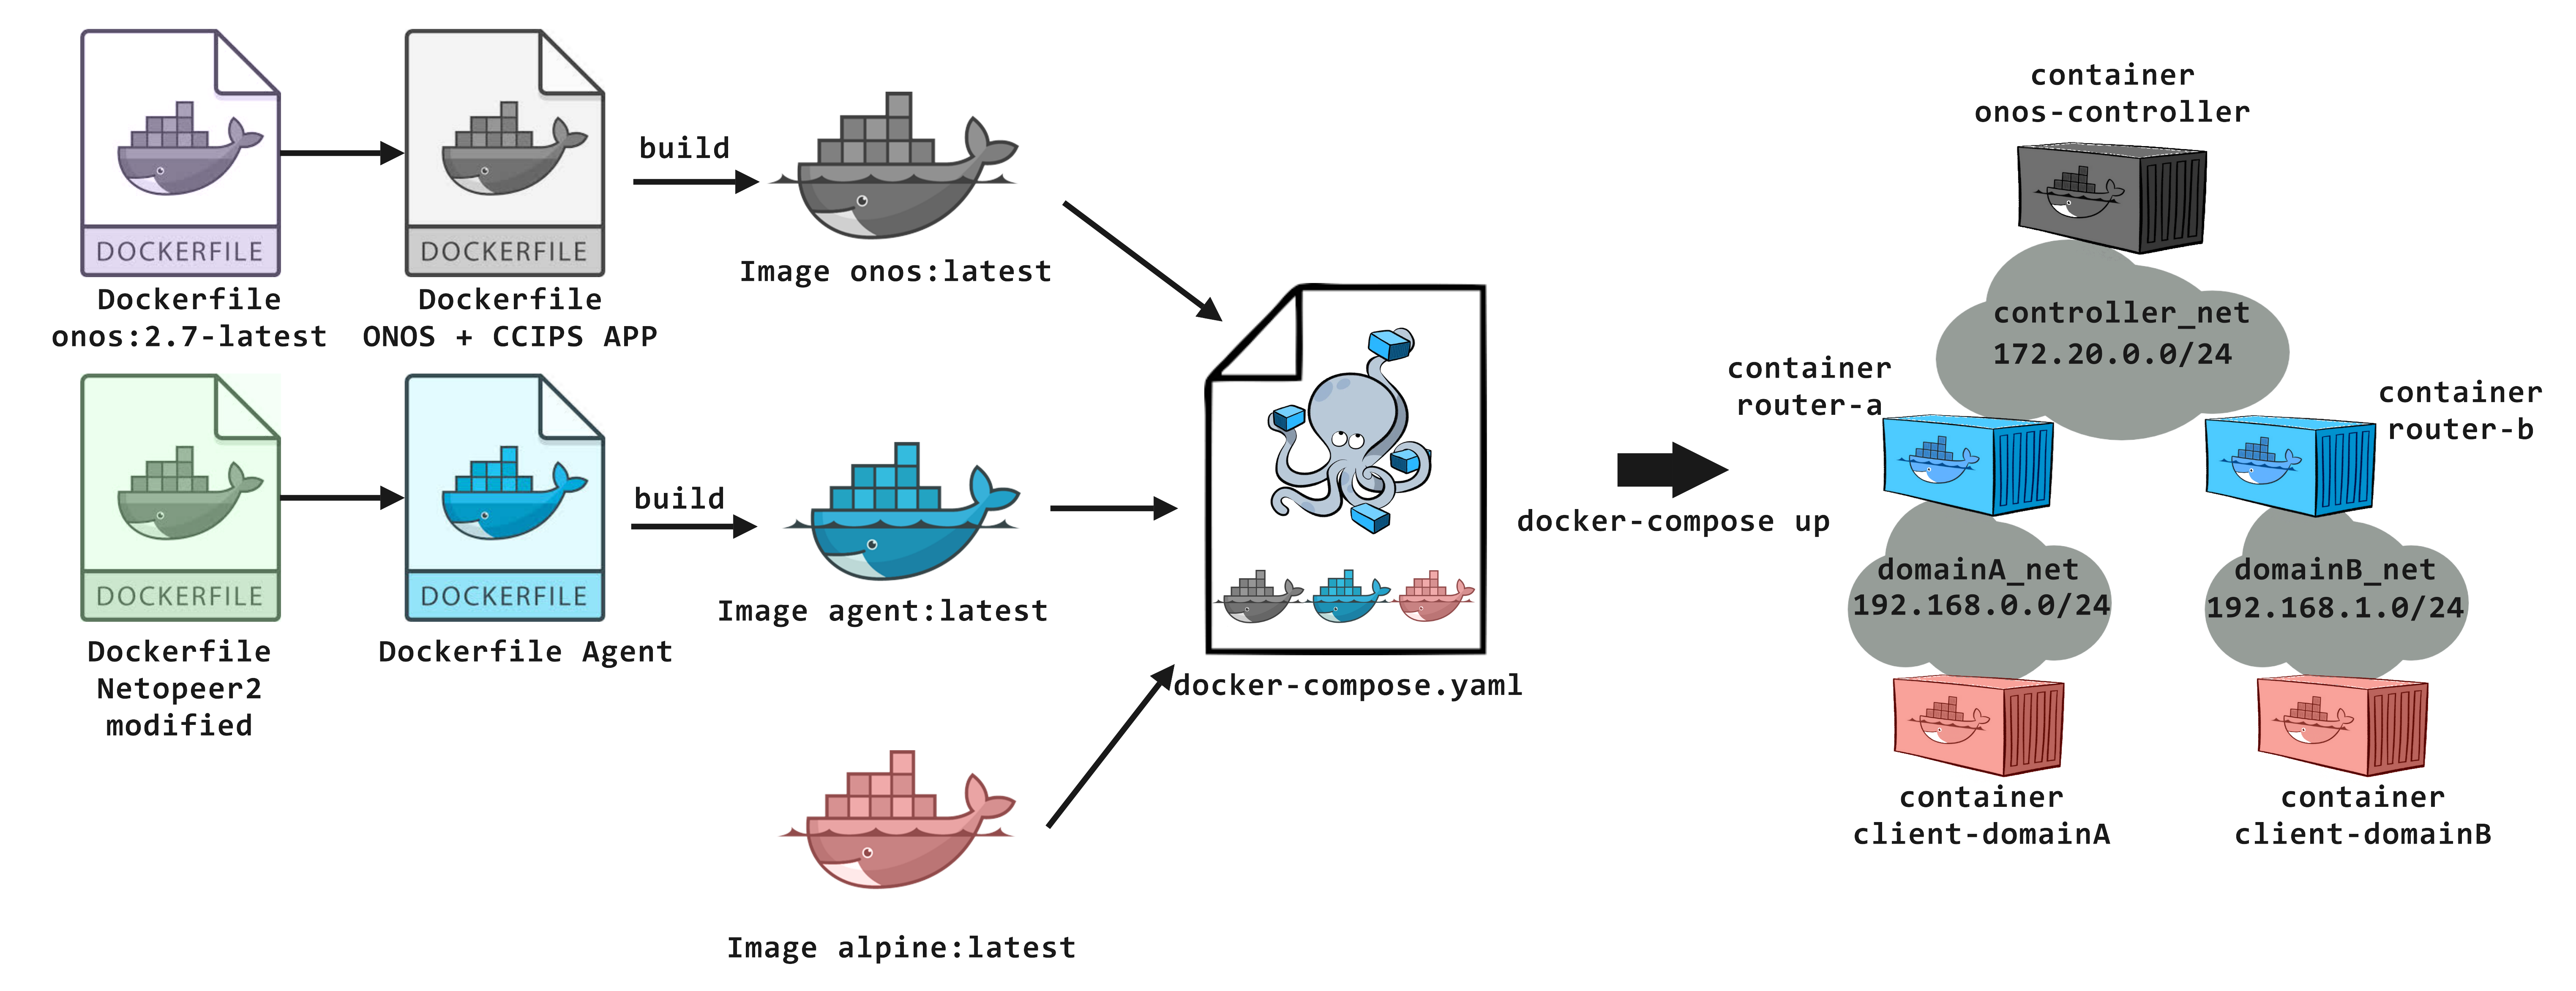 DOCKERFILE
Dockerfile
onos:2.7-latest
DOCKERFILE
Dockerfile
ONOS + CCIPS APP
build
Image onos:latest
DOCKERFILE
Dockerfile
Netopeer2
modified
DOCKERFILE
Dockerfile Agent
build
Image agent:latest
Image alpine:latest
docker-compose.yaml
docker-compose up
container
onos-controller
controller_net
172.20.0.0/24
container
router-a
container
router-b
domainA_net
192.168.0.0/24
domainB_net
192.168.1.0/24
container
client-domainA
container
client-domainB